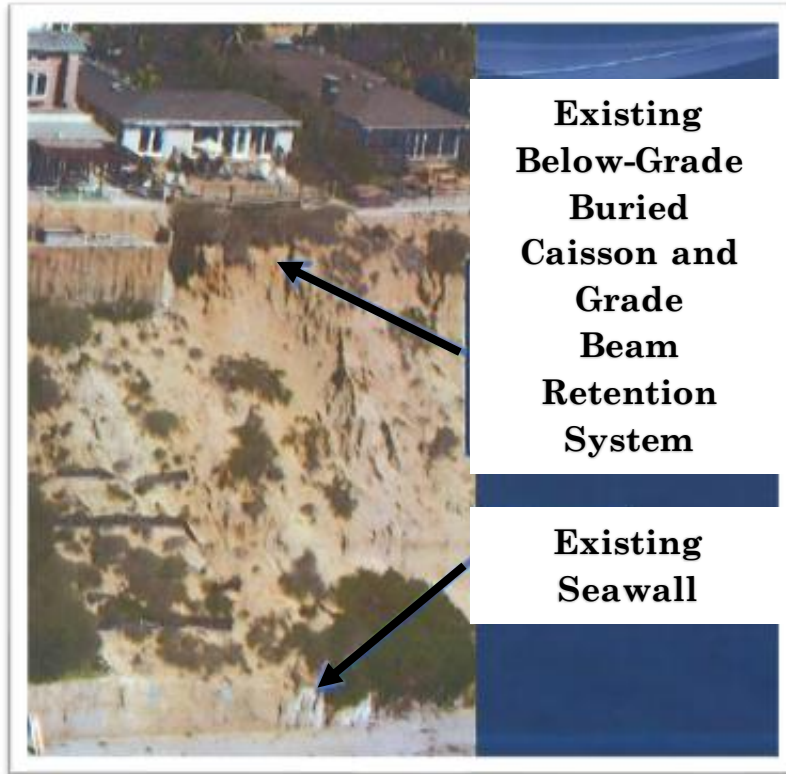 Existing
Below-Grade
Buried
Caisson and
Grade
Beam
Retention
System
Existing
Seawall